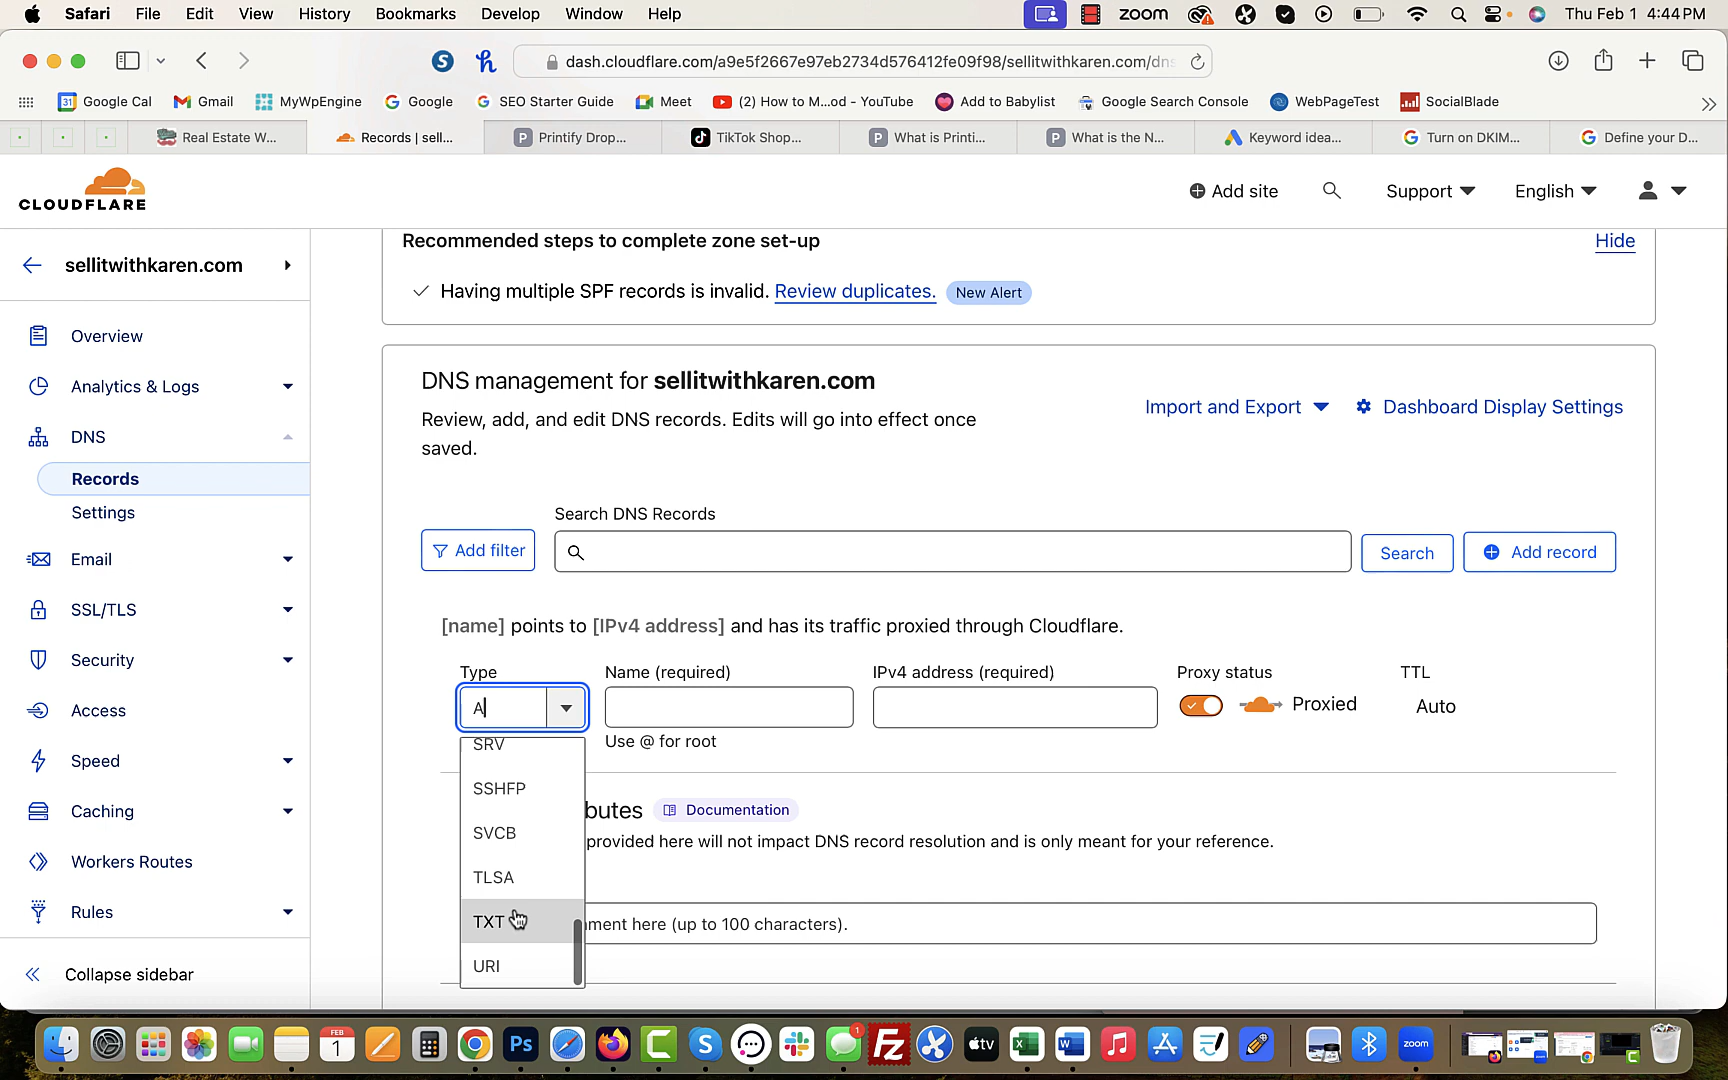 Safari File Edit View History Bookmarks Develop Window Help zoom Thu Feb 1 4:44 PM
dash.cloudflare.com/a9e5f2667e97eb2734d576412fe09f98/sellitwithkaren.com/dns
Google Cal Gmail MyWpEngine Google SEO Starter Guide Meet (2) How to M...od - YouTube Add to Babylist Google Search Console WebPageTest SocialBlade
Real Estate W... Records | sell... Printify Drop... TikTok Shop... What is Printi... What is the N... Keyword idea... Turn on DKIM... Define your D...
CLOUDFLARE
Add site Support English
sellitwithkaren.com
Overview
Analytics & Logs
DNS
Records
Settings
Email
SSL/TLS
Security
Access
Speed
Caching
Workers Routes
Rules
Collapse sidebar
Recommended steps to complete zone set-up Hide
Having multiple SPF records is invalid. Review duplicates. New Alert
DNS management for sellitwithkaren.com
Review, add, and edit DNS records. Edits will go into effect once
saved.
Import and Export Dashboard Display Settings
Search DNS Records
Add filter Search Add record
[name] points to [IPv4 address] and has its traffic proxied through Cloudflare.
Type Name (required) IPv4 address (required) Proxy status TTL
A Proxied Auto
Use @ for root
SRV
SSHFP
SVCB
TLSA
TXT
URI
butes Documentation
provided here will not impact DNS record resolution and is only meant for your reference.
ment here (up to 100 characters).
FEB
1
Ps
1
tv
zoom